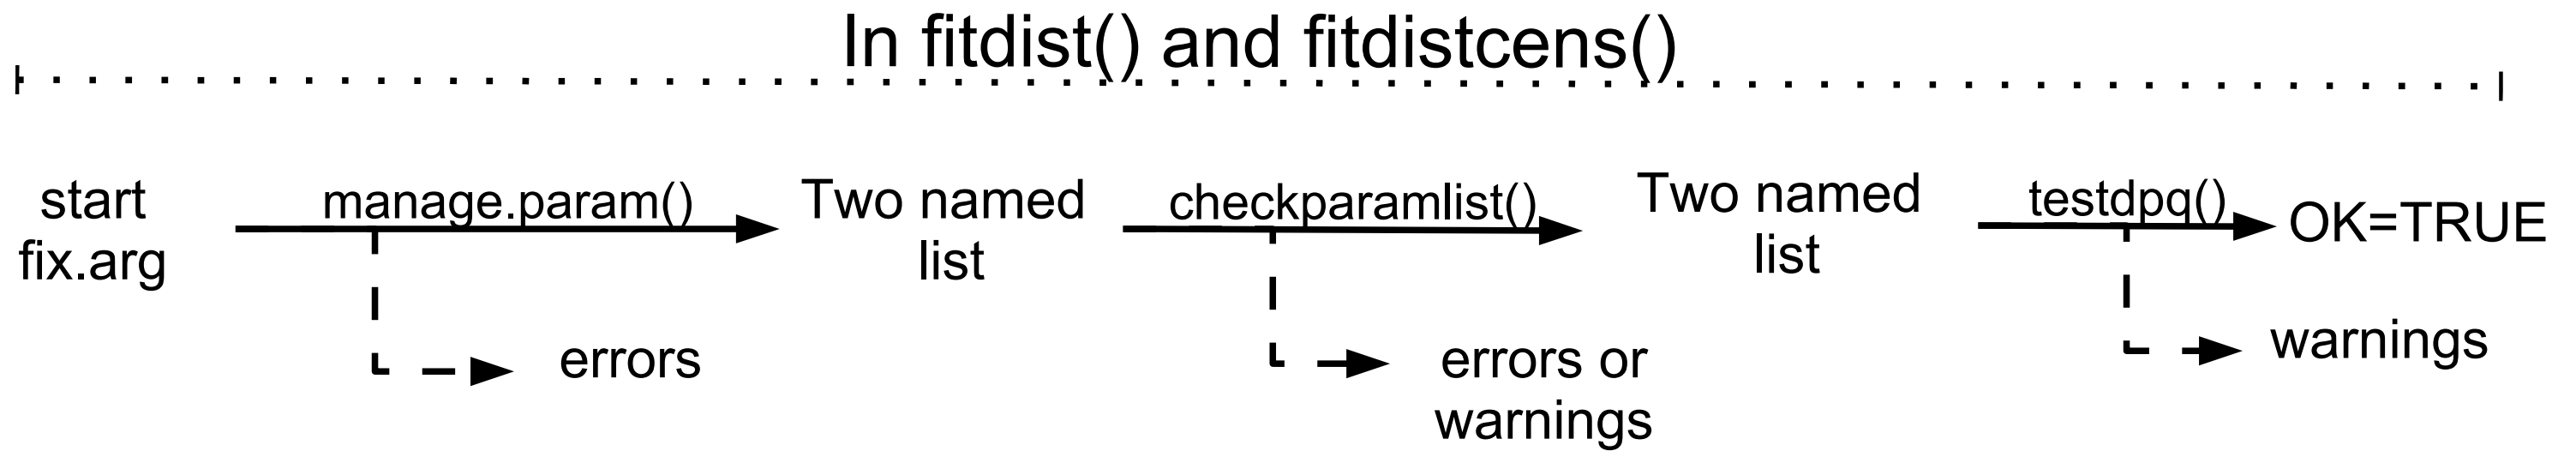 In fitdist() and fitdistcens()
start
fix.arg
manage.param()
errors
Two named
list
checkparamlist()
errors or
warnings
Two named
list
testdpq()
warnings
OK=TRUE